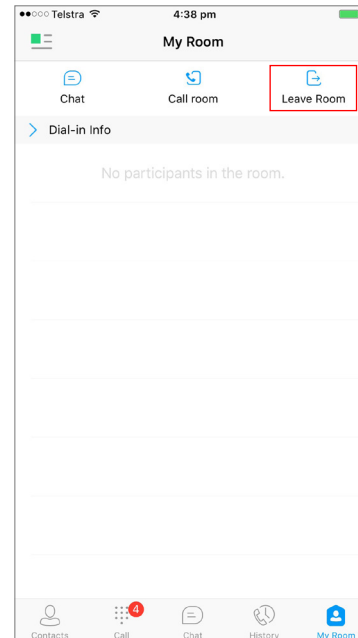 Telstra 4:38 pm
My Room
Chat Call room Leave Room
Dial-in Info
No participants in the room.
4
Contacts Call Chat History My Room